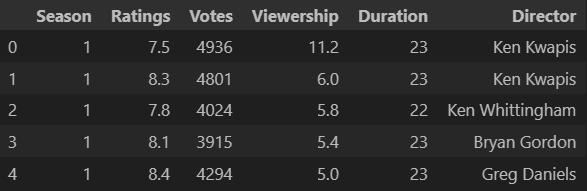 Season Ratings Votes Viewership Duration Director
0 1 7.5 4936 11.2 23 Ken Kwapis
1 1 8.3 4801 6.0 23 Ken Kwapis
2 1 7.8 4024 5.8 22 Ken Whittingham
3 1 8.1 3915 5.4 23 Bryan Gordon
4 1 8.4 4294 5.0 23 Greg Daniels